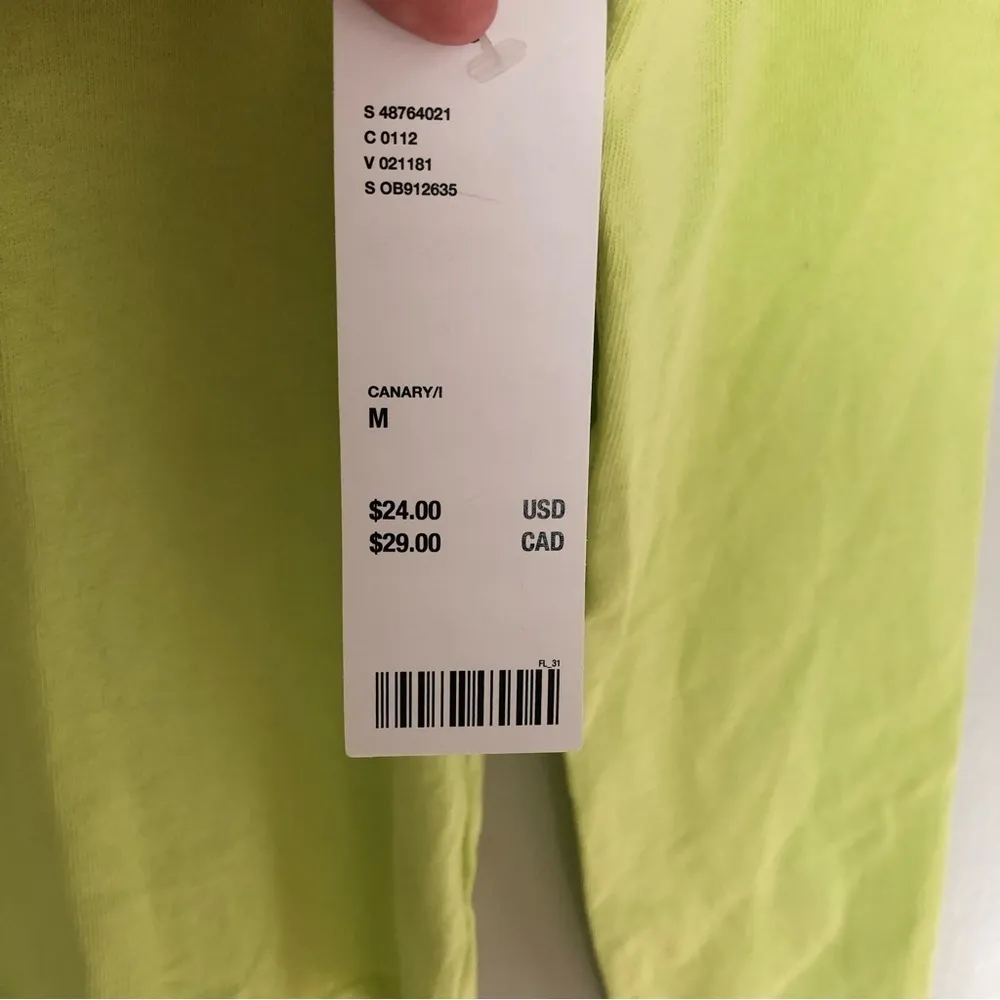 S 48764021
C 0112
V 021181
S OB912635
CANARY/I
M
$24.00 USD
$29.00 CAD
FL_31